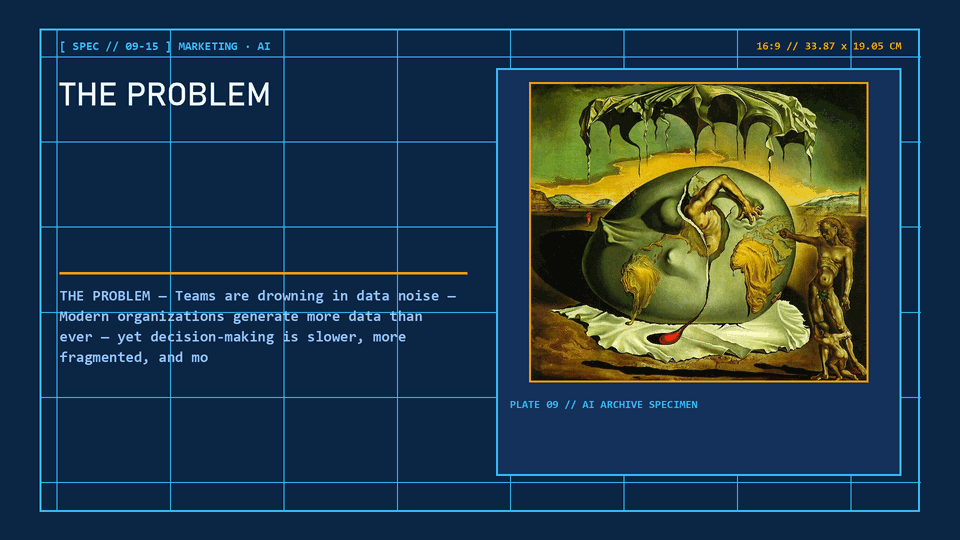 [ SPEC // 09-15 ] MARKETING · AI
16:9 // 33.87 x 19.05 CM
THE PROBLEM
THE PROBLEM — Teams are drowning in data noise —
Modern organizations generate more data than
ever — yet decision-making is slower, more
fragmented, and mo
PLATE 09 // AI ARCHIVE SPECIMEN